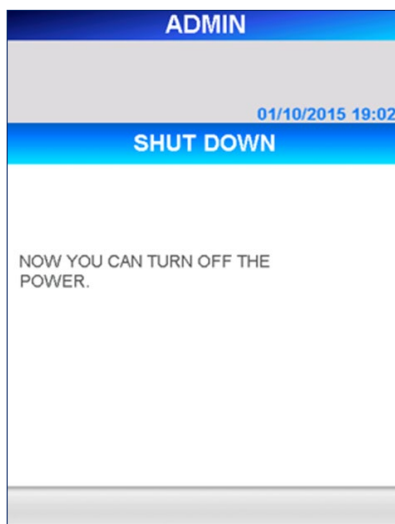 ADMIN
01/10/2015 19:02
SHUT DOWN
NOW YOU CAN TURN OFF THE
POWER.